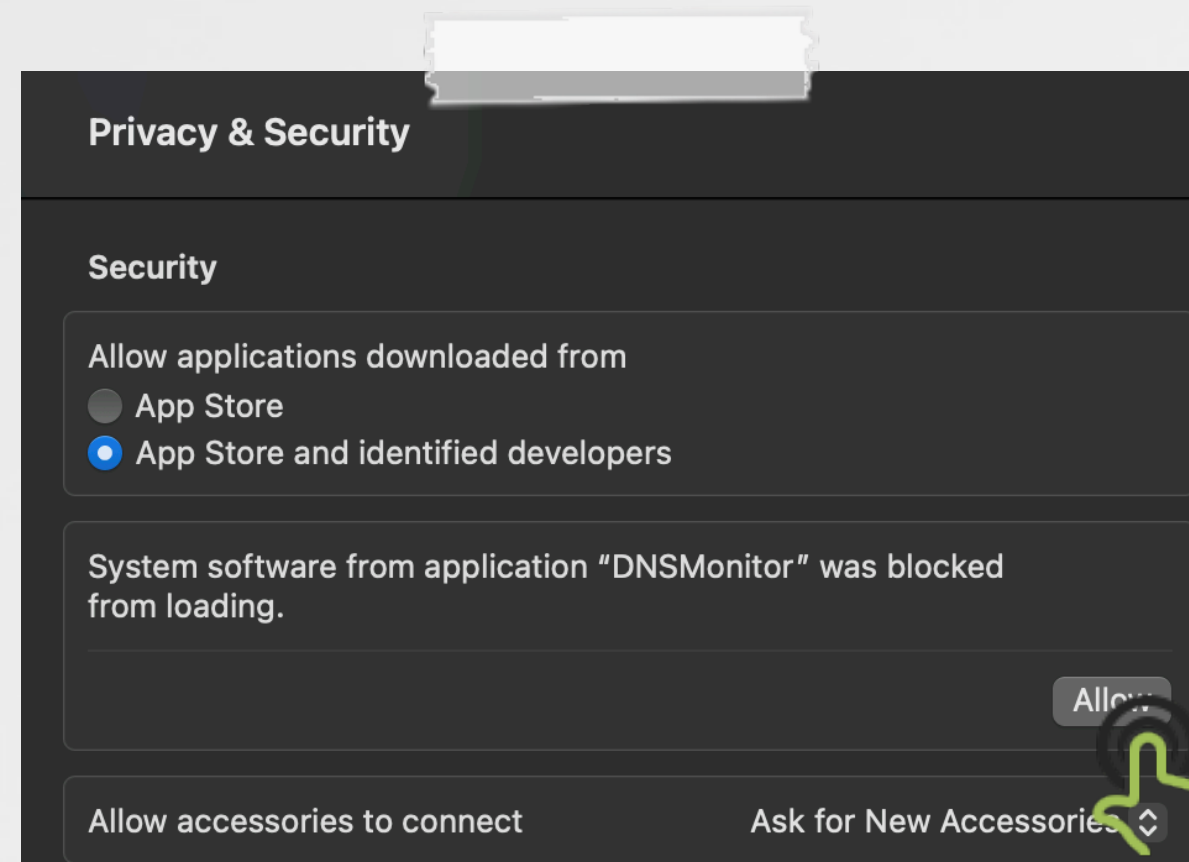 Privacy & Security
Security
Allow applications downloaded from
App Store
App Store and identified developers
System software from application “DNSMonitor” was blocked
from loading.
Allow
Allow accessories to connect
Ask for New Accessories